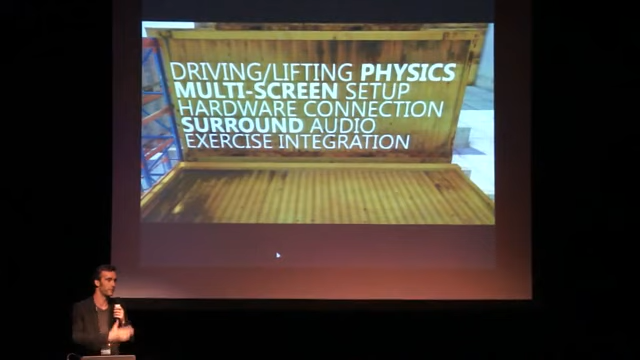 DRIVING/LIFTING PHYSICS
MULTI-SCREEN SETUP
HARDWARE CONNECTION
SURROUND AUDIO
EXERCISE INTEGRATION